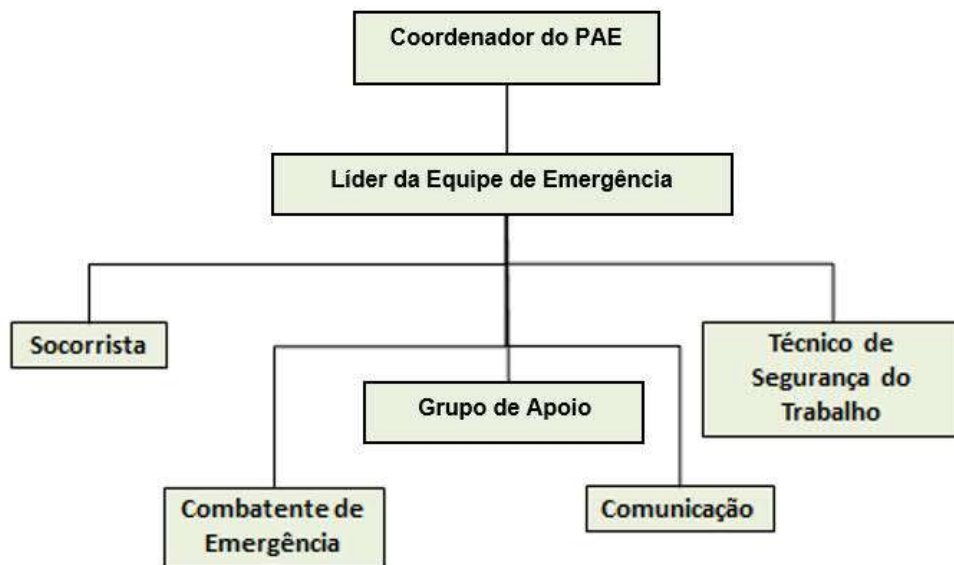 Coordenador do PAE
Líder da Equipe de Emergência
Socorrista
Técnico de
Segurança do
Trabalho
Grupo de Apoio
Combatente de
Emergência
Comunicação